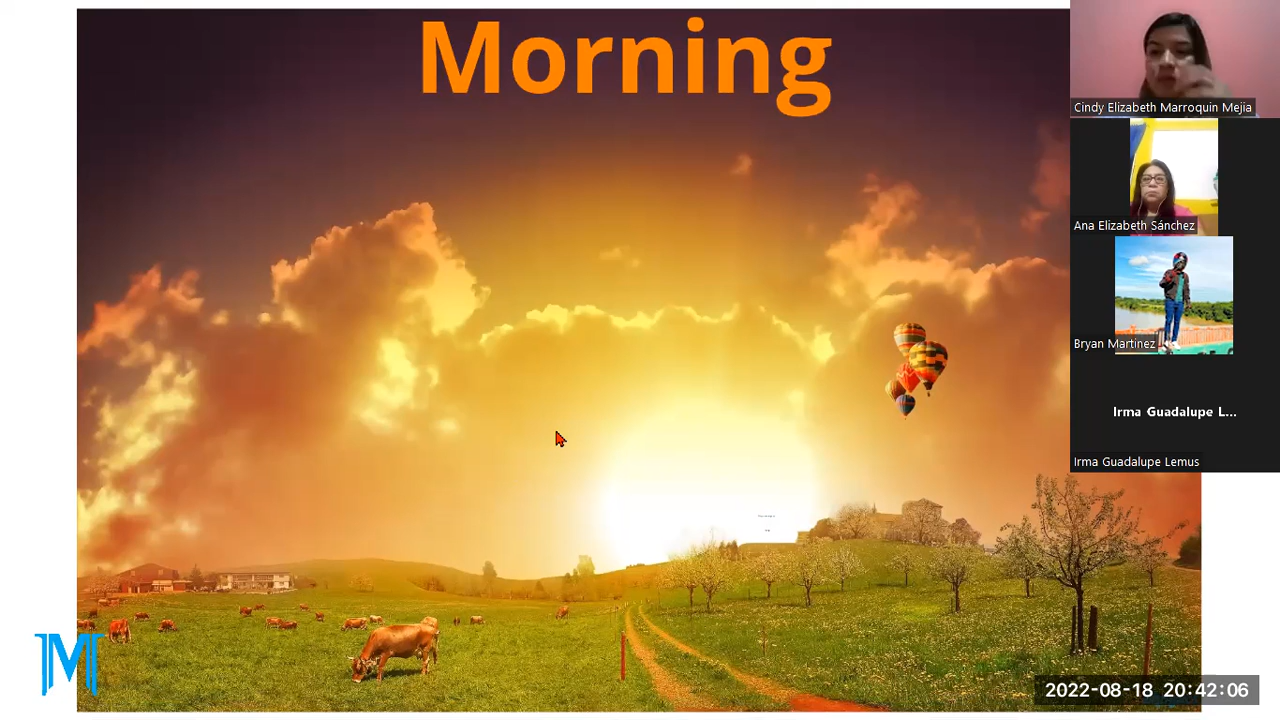 Morning
Cindy Elizabeth Marroquin Mejia
Ana Elizabeth Sánchez
Bryan Martinez
Irma Guadalupe L...
Irma Guadalupe Lemus
M
2022-08-18 20:42:06